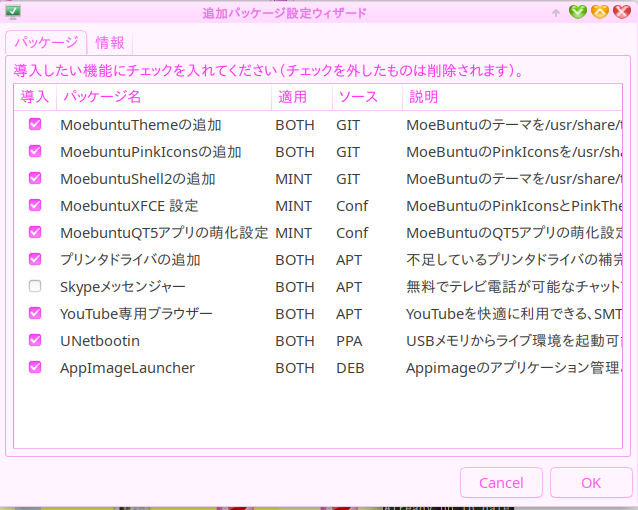 追加パッケージ設定ウィザード
パッケージ 情報
導入したい機能にチェックを入れてください（チェックを外したものは削除されます）。
導入 パッケージ名 適用 ソース 説明
MoebuntuThemeの追加 BOTH GIT MoeBuntuのテーマを/usr/share/t
MoebuntuPinkIconsの追加 BOTH GIT MoeBuntuのPinkIconsを/usr/sha
MoebuntuShell2の追加 MINT GIT MoeBuntuのテーマを/usr/share/t
MoebuntuXFCE 設定 MINT Conf MoeBuntuのPinkIconsとPinkThe
MoebuntuQT5アプリの萌化設定 MINT Conf MoeBuntuのQT5アプリの萌化設定
プリンタドライバの追加 BOTH APT 不足しているプリンタドライバの補完
Skypeメッセンジャー BOTH APT 無料でテレビ電話が可能なチャット
YouTube専用ブラウザー BOTH APT YouTubeを快適に利用できる、SMT
UNetbootin BOTH PPA USBメモリからライブ環境を起動可
AppImageLauncher BOTH DEB Appimageのアプリケーション管理
Cancel OK